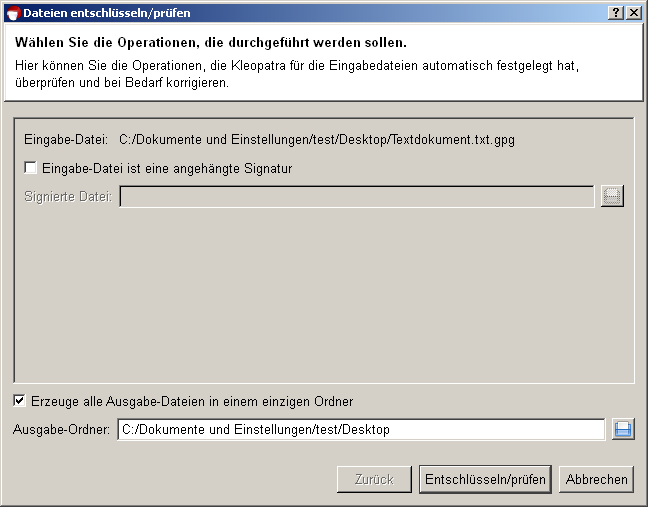 Dateien entschlüsseln/prüfen
Wählen Sie die Operationen, die durchgeführt werden sollen.
Hier können Sie die Operationen, die Kleopatra für die Eingabedateien automatisch festgelegt hat,
überprüfen und bei Bedarf korrigieren.
Eingabe-Datei: C:/Dokumente und Einstellungen/test/Desktop/Textdokument.txt.gpg
Eingabe-Datei ist eine angehängte Signatur
Signierte Datei:
Erzeuge alle Ausgabe-Dateien in einem einzigen Ordner
Ausgabe-Ordner: C:/Dokumente und Einstellungen/test/Desktop
Zurück Entschlüsseln/prüfen Abbrechen